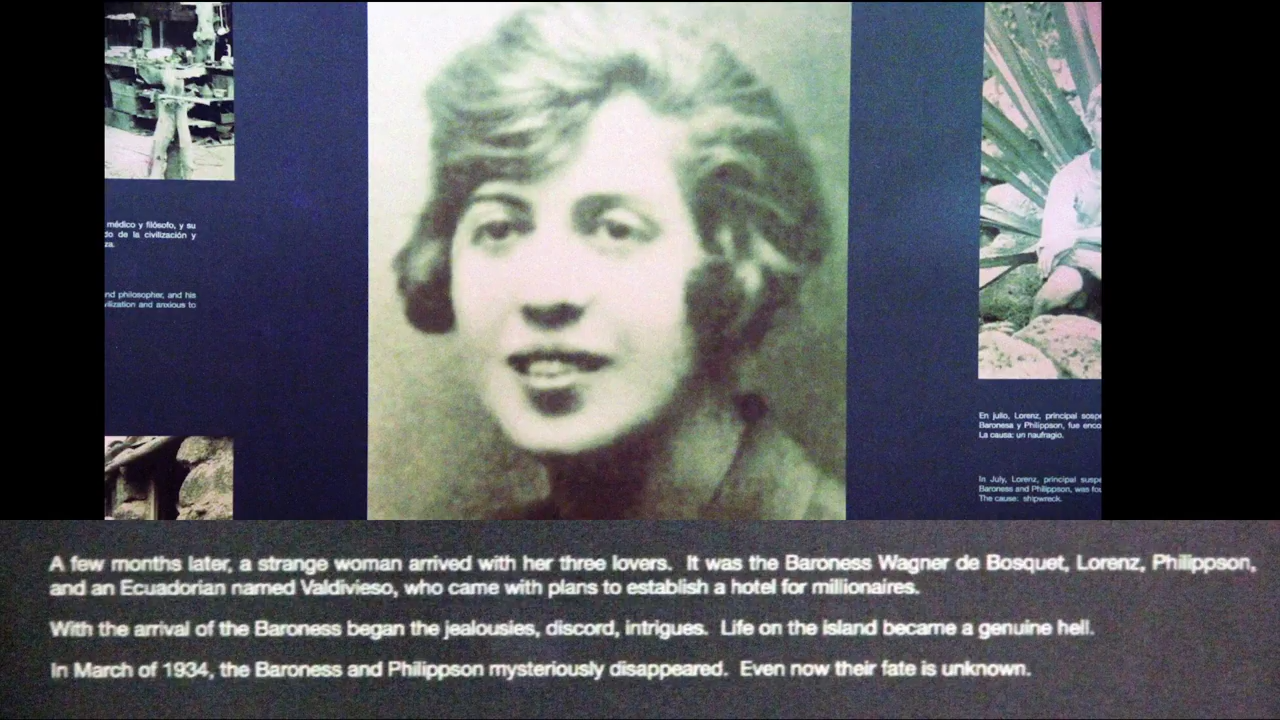 médico y filósofo, y su
do de la civilización y
za.
nd philosopher, and his
vilization and anxious to
En julio, Lorenz, principal sospe
Baronesa y Philippson, fue enco
La causa: un naufragio.
In July, Lorenz, principal suspe
Baroness and Philippson, was fou
The cause: shipwreck.
A few months later, a strange woman arrived with her three lovers. It was the Baroness Wagner de Bosquet, Lorenz, Philippson,
and an Ecuadorian named Valdivieso, who came with plans to establish a hotel for millionaires.
With the arrival of the Baroness began the jealousies, discord, intrigues. Life on the island became a genuine hell.
In March of 1934, the Baroness and Philippson mysteriously disappeared. Even now their fate is unknown.